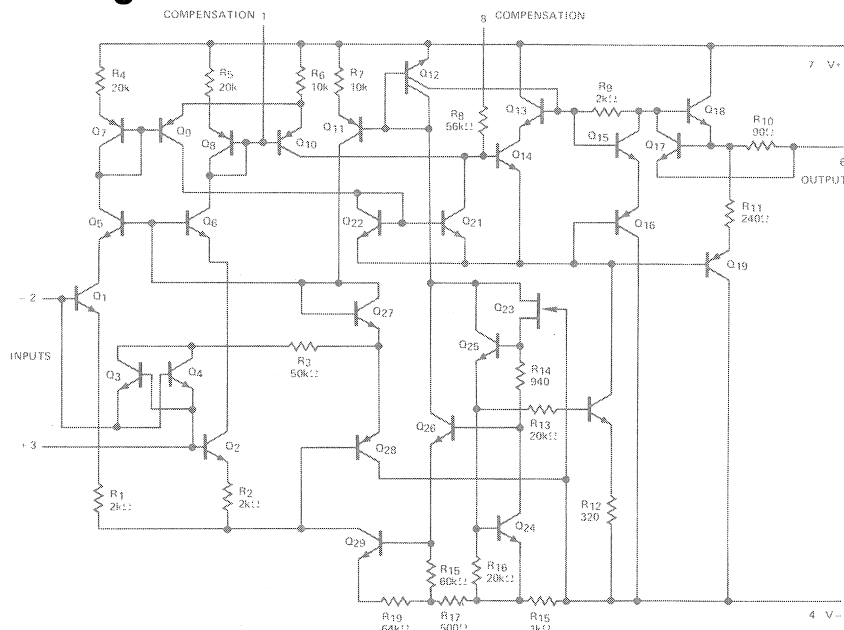 COMPENSATION 1
8 COMPENSATION
7 V+
R4
20k
R5
20k
R6
10k
R7
10k
Q12
R8
56kΩ
Q13
R9
2kΩ
Q18
R10
90Ω
Q7
Q9
Q8
Q10
Q11
Q14
Q15
Q17
6
OUTPUT
Q5
Q6
Q22
Q21
Q16
R11
240Ω
Q19
- 2
Q1
Q27
Q23
INPUTS
Q3
Q4
R3
50kΩ
Q25
R14
940
+ 3
Q2
Q28
Q26
R13
20kΩ
R1
2kΩ
R2
2kΩ
R12
320
Q29
Q24
R15
60kΩ
R16
20kΩ
R19
64kΩ
R17
500Ω
R15
1kΩ
4 V-